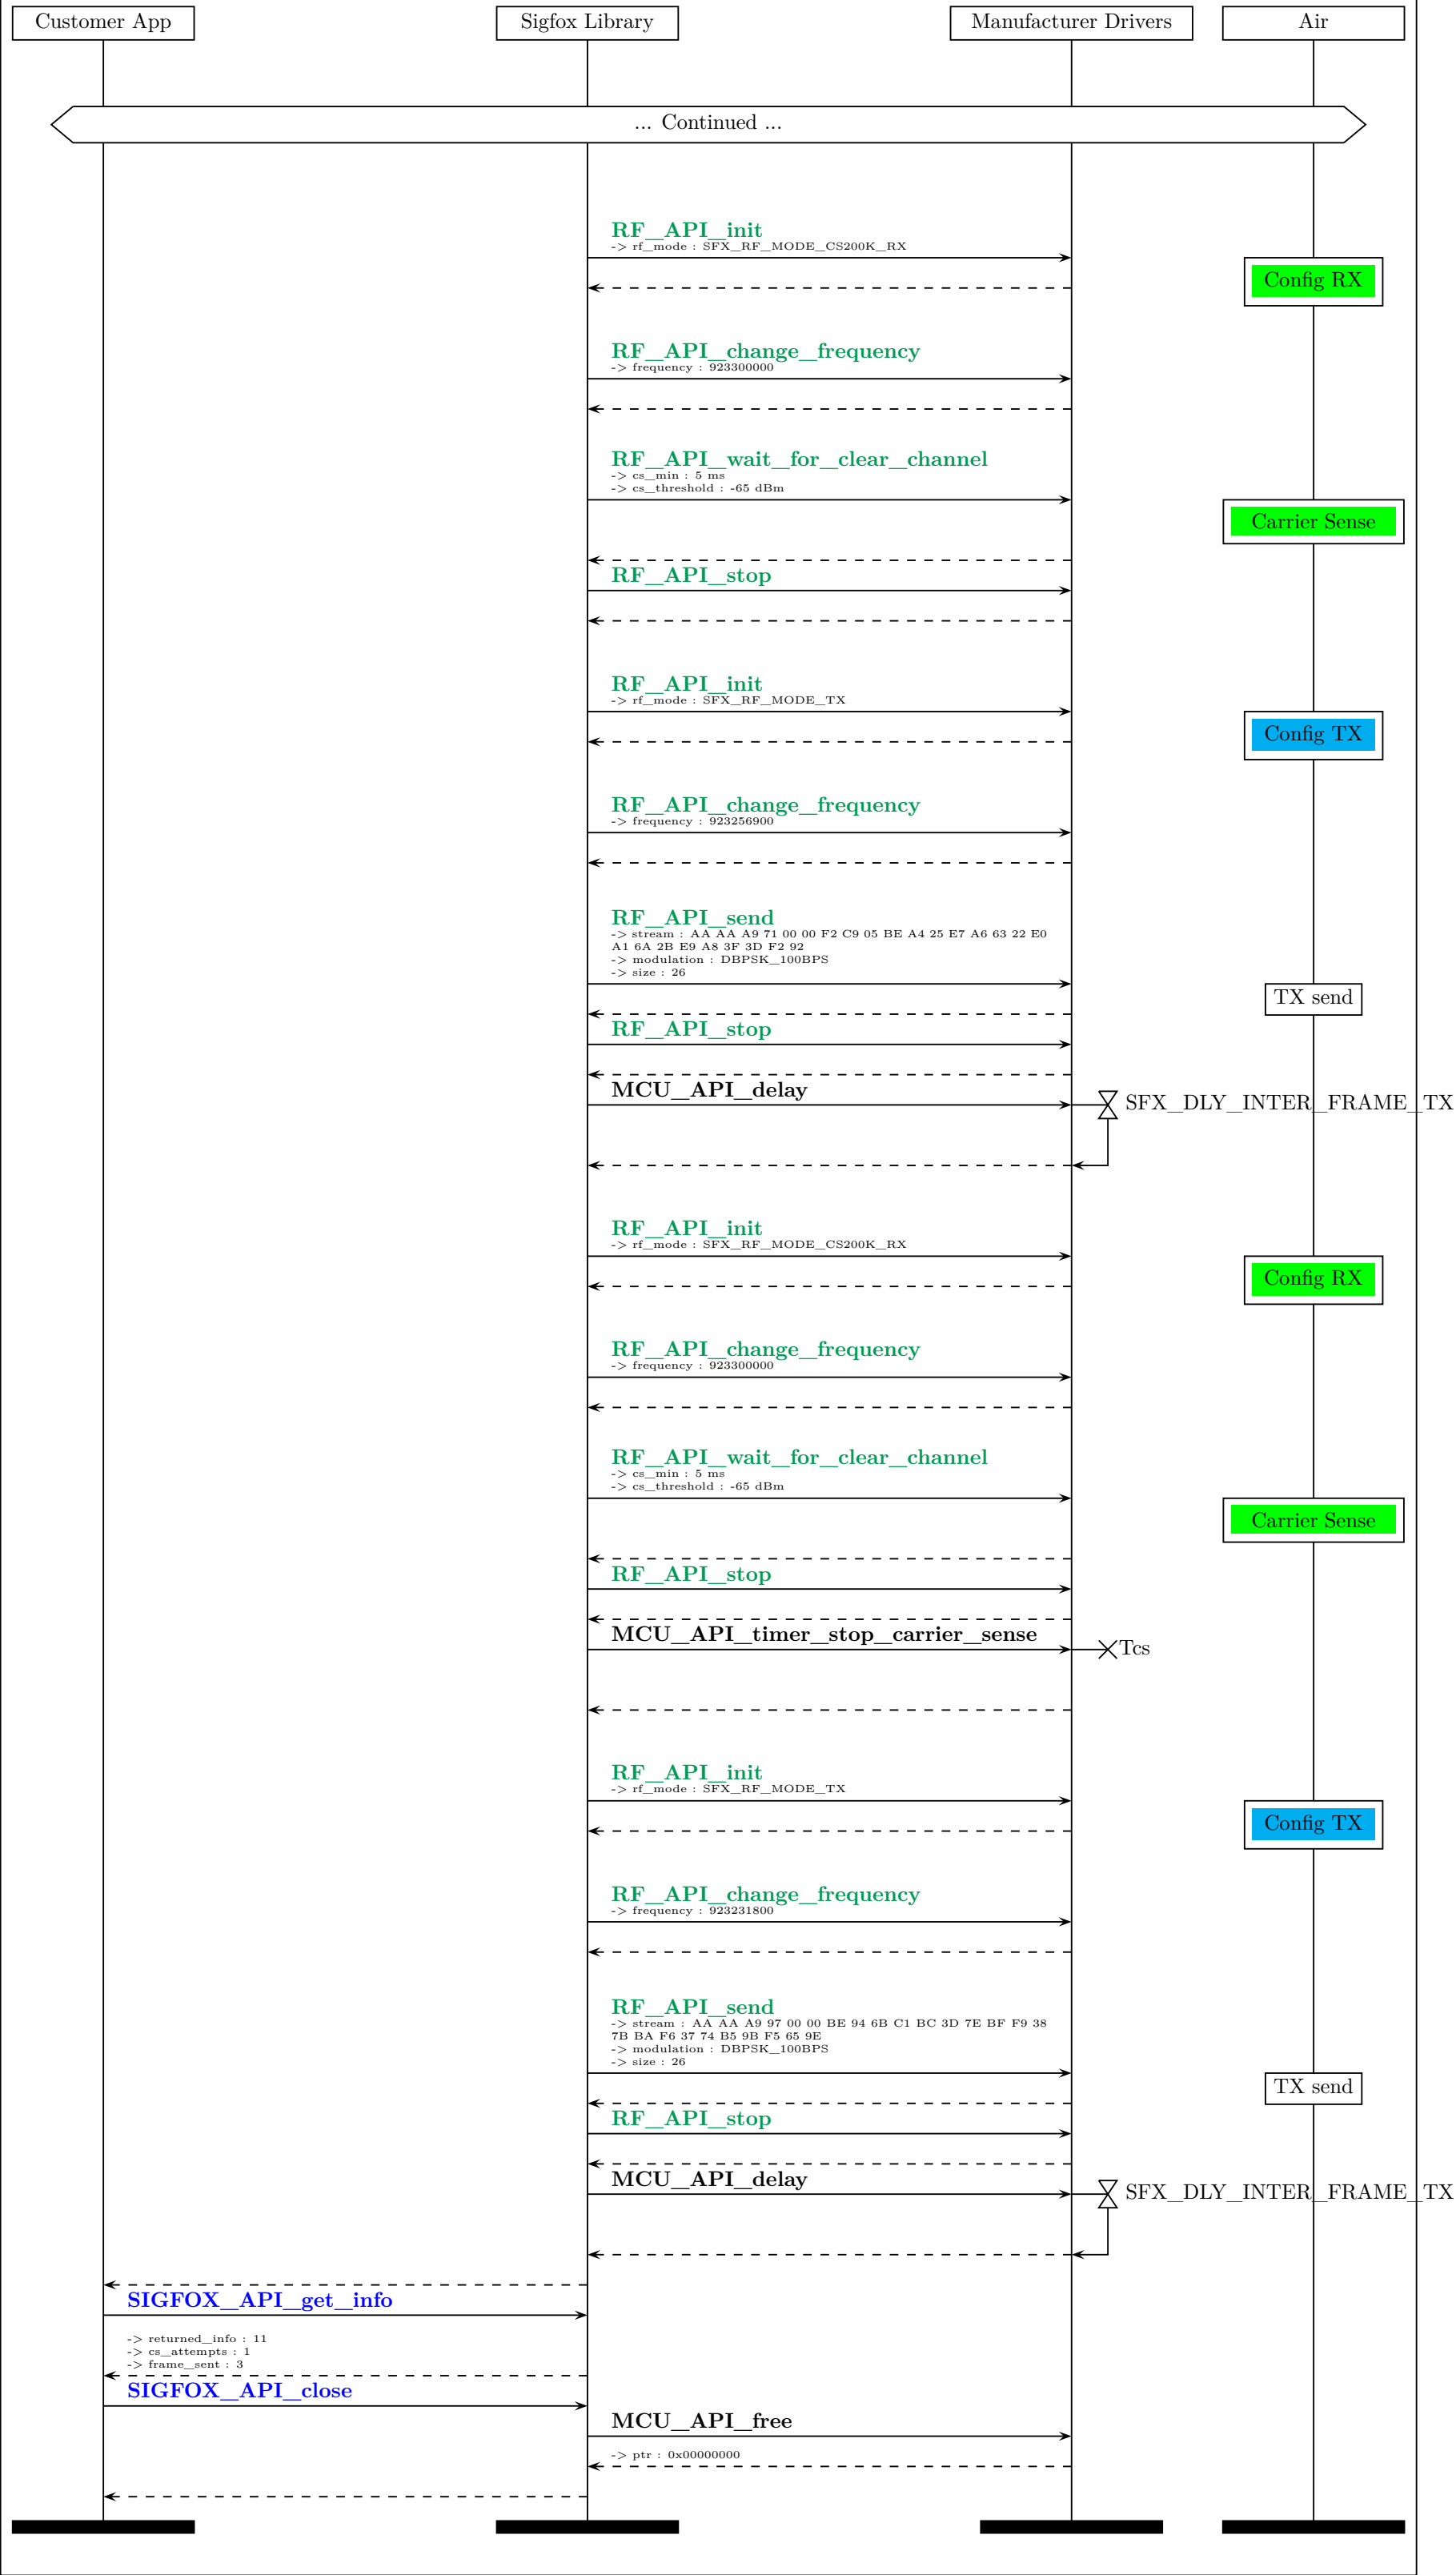 Customer App
Sigfox Library
Manufacturer Drivers
Air
... Continued ...
RF_API_init
-> rf_mode : SFX_RF_MODE_CS200K_RX
Config RX
RF_API_change_frequency
-> frequency : 923300000
RF_API_wait_for_clear_channel
-> cs_min : 5 ms
-> cs_threshold : -65 dBm
Carrier Sense
RF_API_stop
RF_API_init
-> rf_mode : SFX_RF_MODE_TX
Config TX
RF_API_change_frequency
-> frequency : 923256900
RF_API_send
-> stream : AA AA A9 71 00 00 F2 C9 05 BE A4 25 E7 A6 63 22 E0
A1 6A 2B E9 A8 3F 3D F2 92
-> modulation : DBPSK_100BPS
-> size : 26
TX send
RF_API_stop
MCU_API_delay
SFX_DLY_INTER_FRAME_TX
RF_API_init
-> rf_mode : SFX_RF_MODE_CS200K_RX
Config RX
RF_API_change_frequency
-> frequency : 923300000
RF_API_wait_for_clear_channel
-> cs_min : 5 ms
-> cs_threshold : -65 dBm
Carrier Sense
RF_API_stop
MCU_API_timer_stop_carrier_sense
Tcs
RF_API_init
-> rf_mode : SFX_RF_MODE_TX
Config TX
RF_API_change_frequency
-> frequency : 923231800
RF_API_send
-> stream : AA AA A9 97 00 00 BE 94 6B C1 BC 3D 7E BF F9 38
7B BA F6 37 74 B5 9B F5 65 9E
-> modulation : DBPSK_100BPS
-> size : 26
TX send
RF_API_stop
MCU_API_delay
SFX_DLY_INTER_FRAME_TX
SIGFOX_API_get_info
-> returned_info : 11
-> cs_attempts : 1
-> frame_sent : 3
SIGFOX_API_close
MCU_API_free
-> ptr : 0x00000000